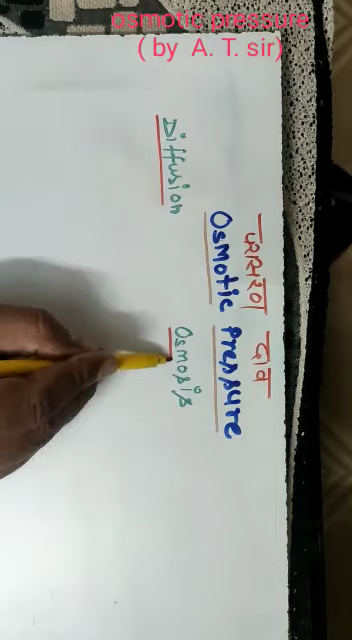 osmotic pressure
( by A. T. sir)
परासरण दाब
Osmotic Pressure
Diffusion Osmosis